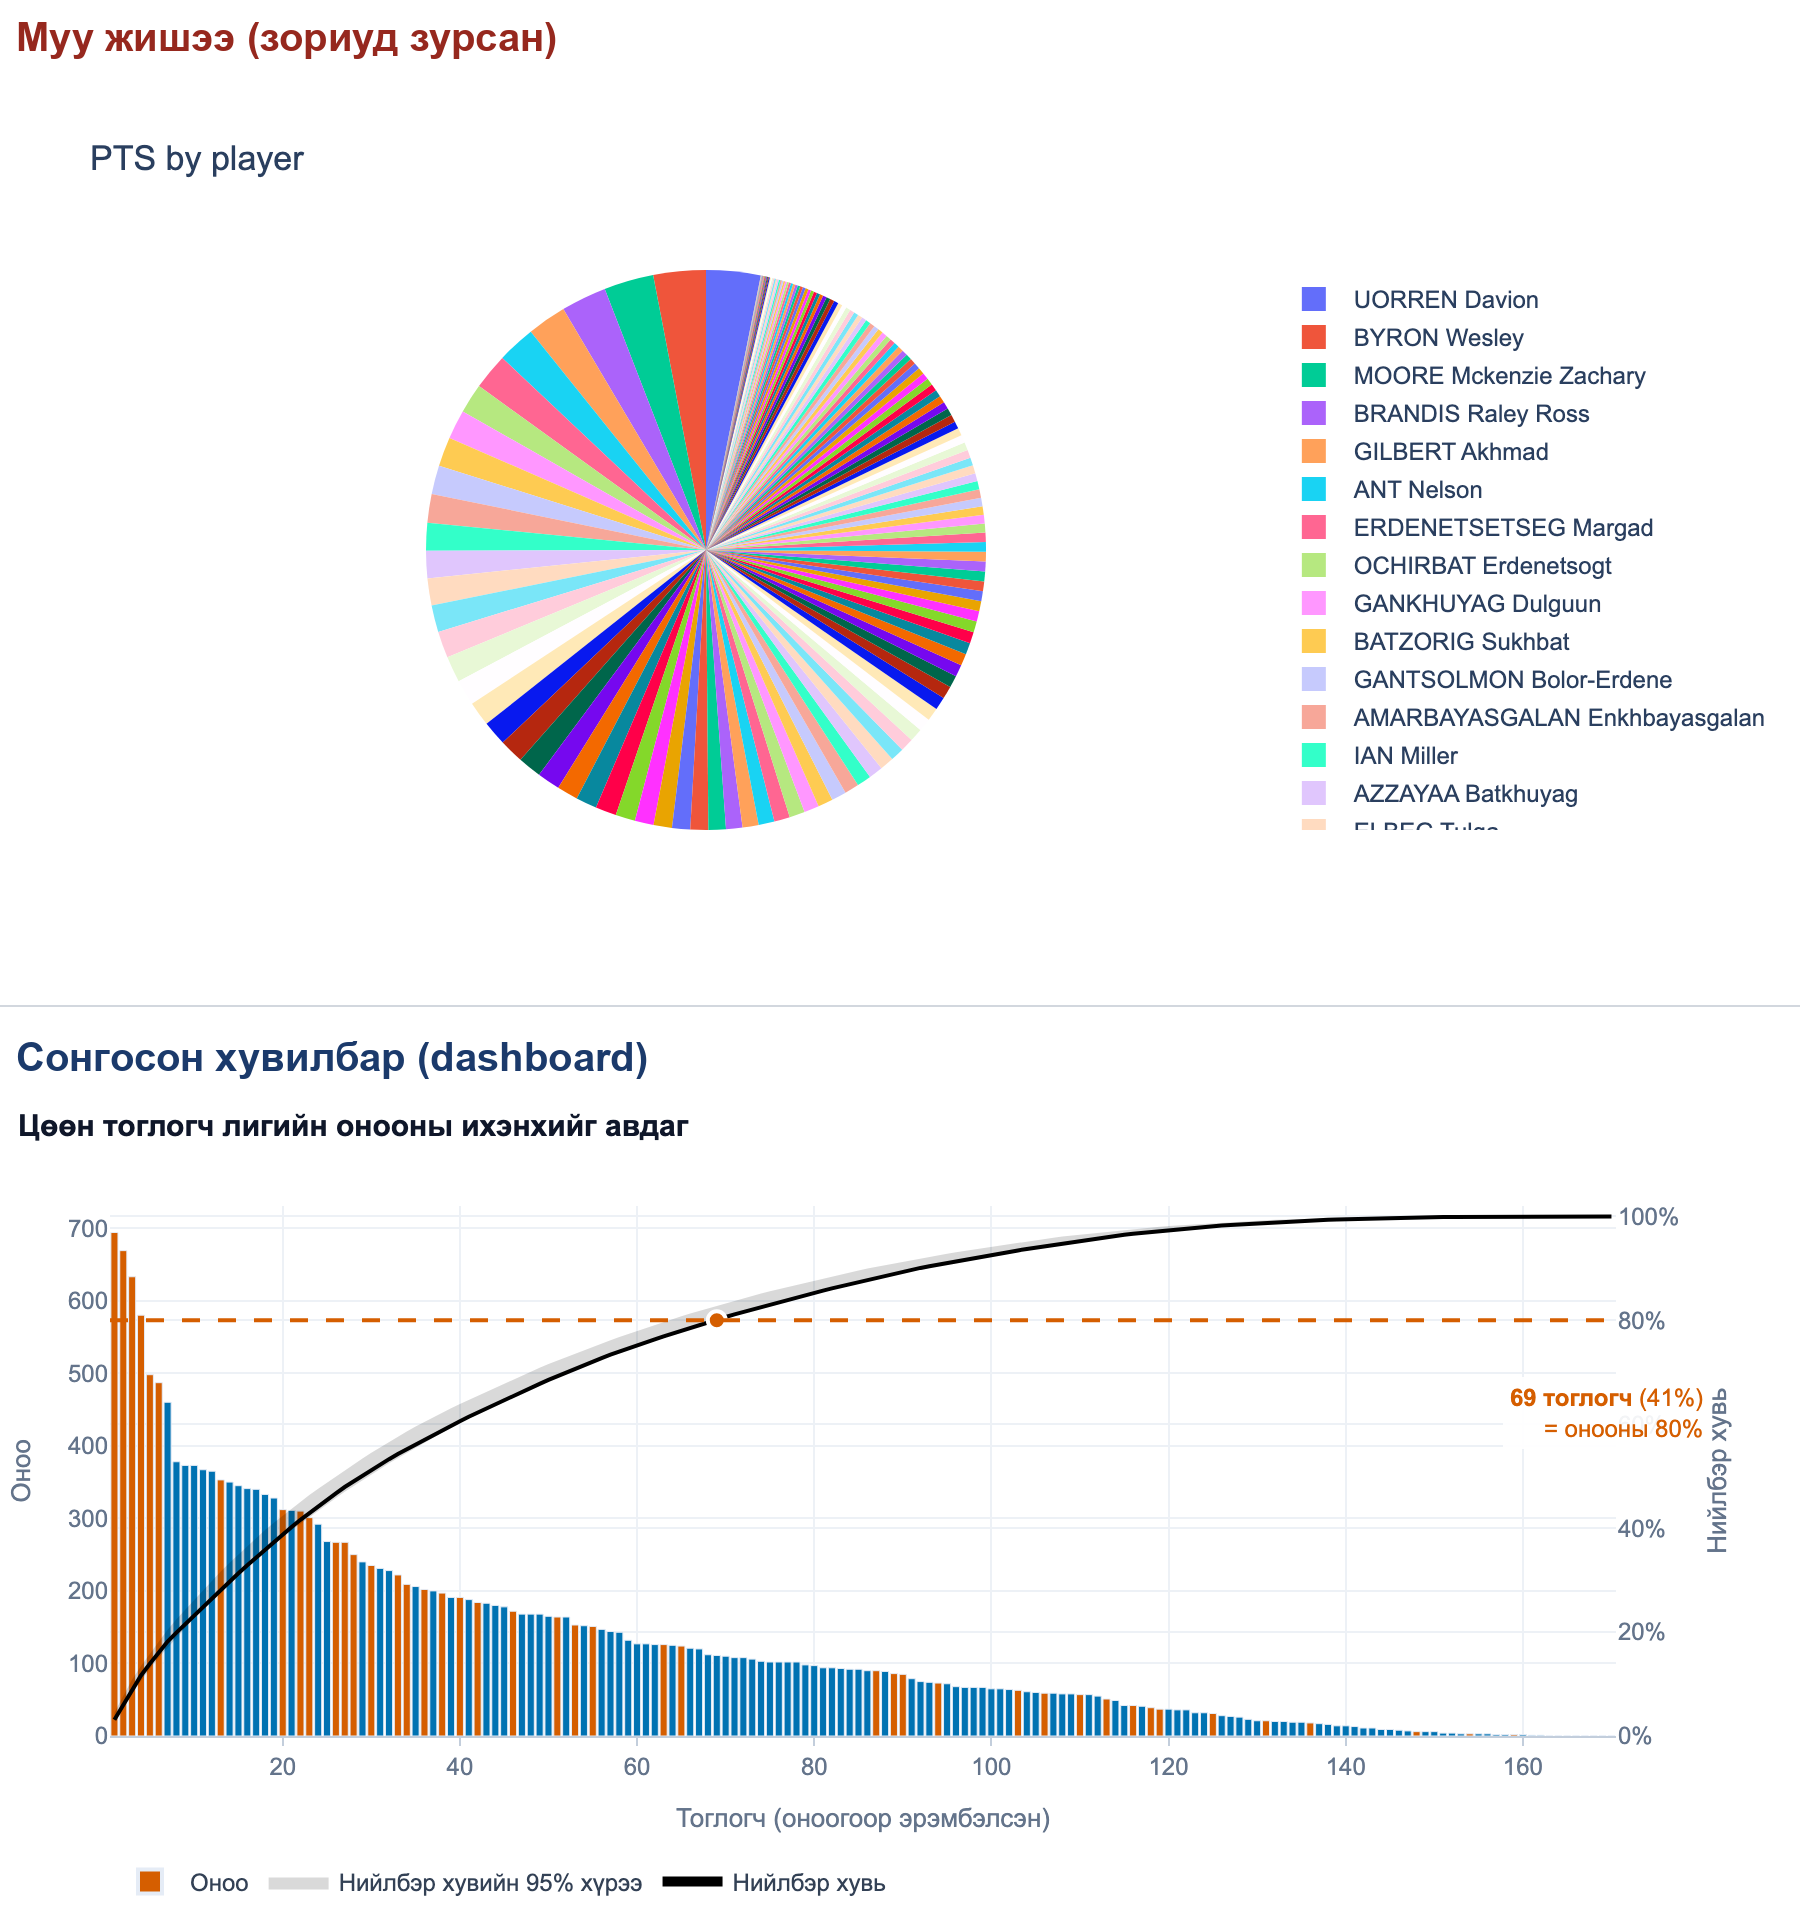 Муу жишээ (зориуд зурсан)
PTS by player
UORREN Davion
BYRON Wesley
MOORE Mckenzie Zachary
BRANDIS Raley Ross
GILBERT Akhmad
ANT Nelson
ERDENETSETSEG Margad
OCHIRBAT Erdenetsogt
GANKHUYAG Dulguun
BATZORIG Sukhbat
GANTSOLMON Bolor-Erdene
AMARBAYASGALAN Enkhbayasgalan
IAN Miller
AZZAYAA Batkhuyag
Сонгосон хувилбар (dashboard)
Цөөн тоглогч лигийн онооны ихэнхийг авдаг
700
600
500
400
300
200
100
0
Оноо
100%
80%
40%
20%
0%
Нийлбэр хувь
69 тоглогч (41%)
= онооны 80%
20
40
60
80
100
120
140
160
Тоглогч (оноогоор эрэмбэлсэн)
Оноо
Нийлбэр хувийн 95% хүрээ
Нийлбэр хувь